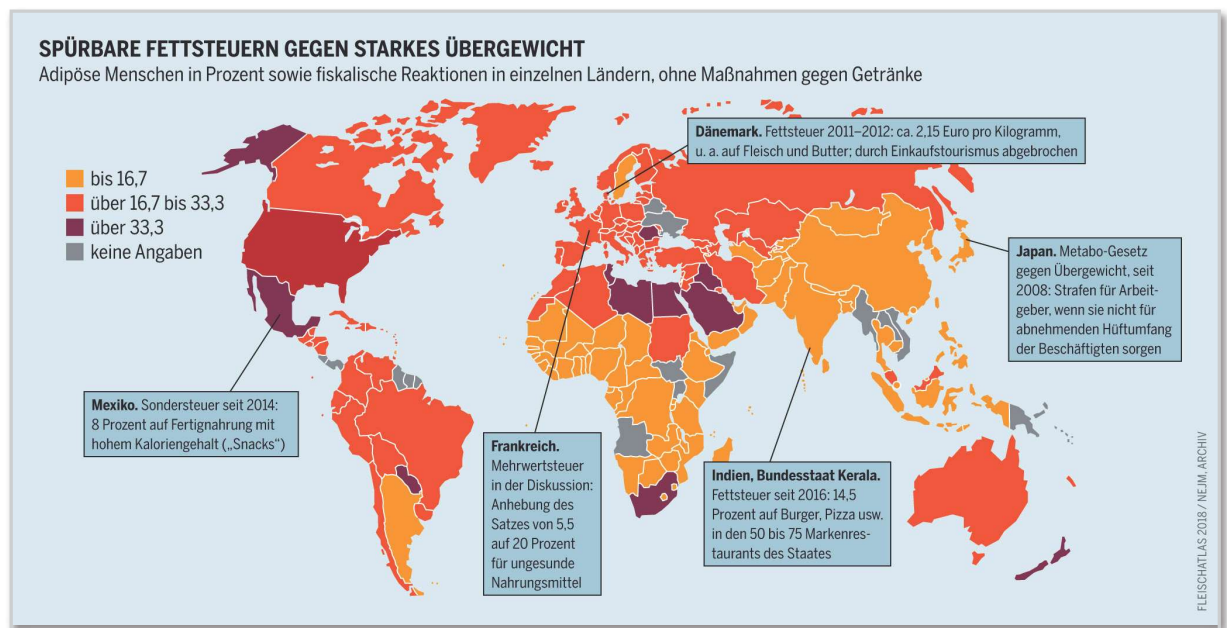 SPÜRBARE FETTSTEUERN GEGEN STARKES ÜBERGEWICHT
Adipöse Menschen in Prozent sowie fiskalische Reaktionen in einzelnen Ländern, ohne Maßnahmen gegen Getränke
bis 16,7
über 16,7 bis 33,3
über 33,3
keine Angaben
Dänemark. Fettsteuer 2011–2012: ca. 2,15 Euro pro Kilogramm,
u. a. auf Fleisch und Butter; durch Einkaufstourismus abgebrochen
Japan. Metabo-Gesetz
gegen Übergewicht, seit
2008: Strafen für Arbeit-
geber, wenn sie nicht für
abnehmenden Hüftumfang
der Beschäftigten sorgen
Mexiko. Sondersteuer seit 2014:
8 Prozent auf Fertignahrung mit
hohem Kaloriengehalt („Snacks“)
Frankreich.
Mehrwertsteuer
in der Diskussion:
Anhebung des
Satzes von 5,5
auf 20 Prozent
für ungesunde
Nahrungsmittel
Indien, Bundesstaat Kerala.
Fettsteuer seit 2016: 14,5
Prozent auf Burger, Pizza usw.
in den 50 bis 75 Markenres-
taurants des Staates
FLEISCHATLAS 2018 / NEJM, ARCHIV